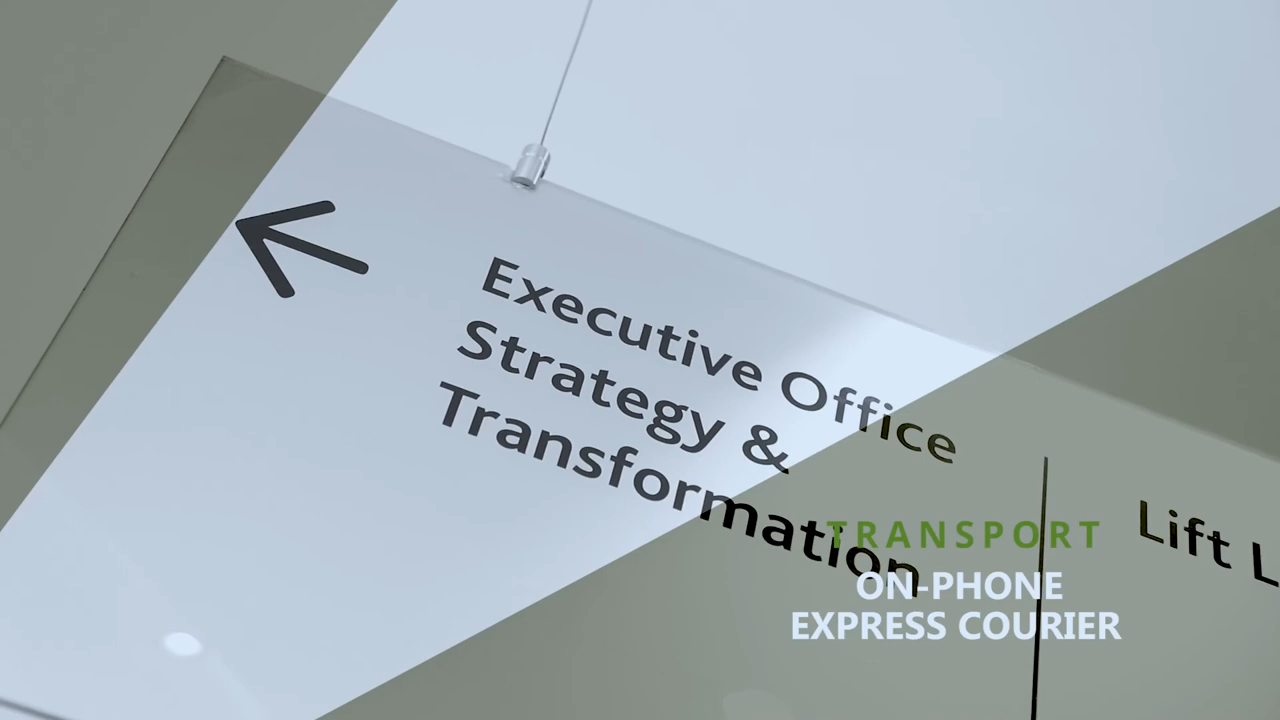 Executive Office
Strategy &
Transformation
Lift L
TRANSPORT
ON-PHONE
EXPRESS COURIER